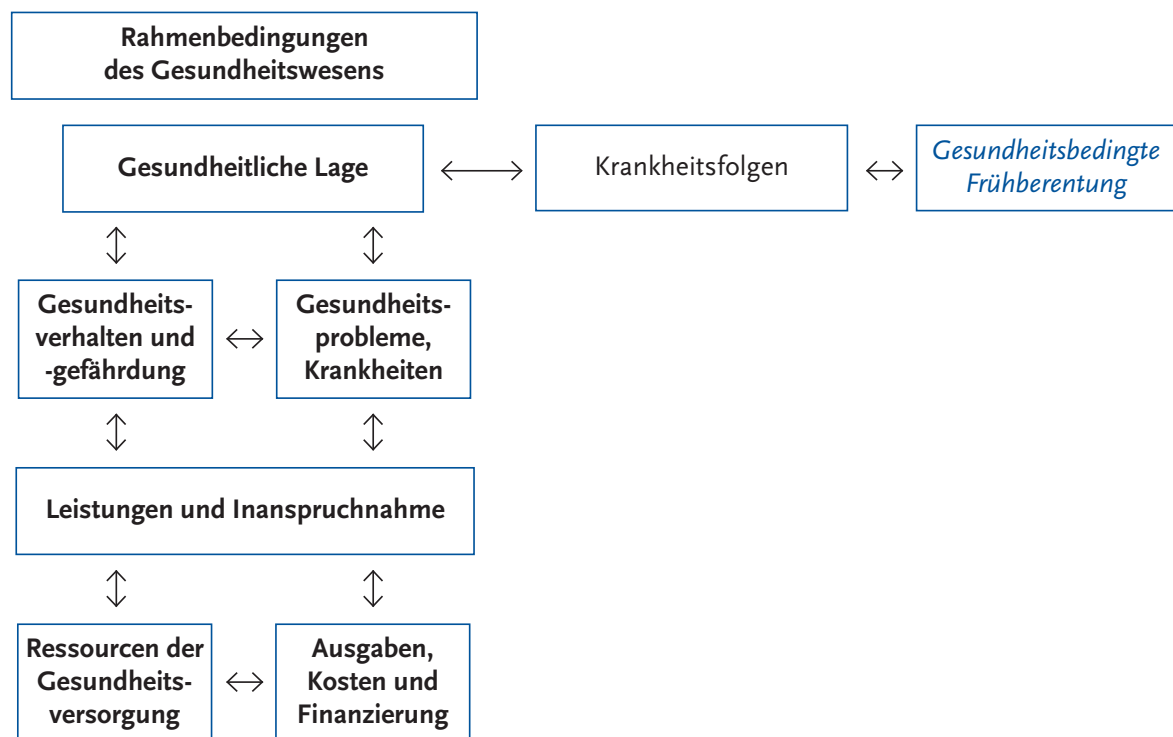 Rahmenbedingungen
des Gesundheitswesens
Gesundheitliche Lage
Krankheitsfolgen
Gesundheitsbedingte
Frühberentung
Gesundheits-
verhalten und
-gefährdung
Gesundheits-
probleme,
Krankheiten
Leistungen und Inanspruchnahme
Ressourcen der
Gesundheits-
versorgung
Ausgaben,
Kosten und
Finanzierung